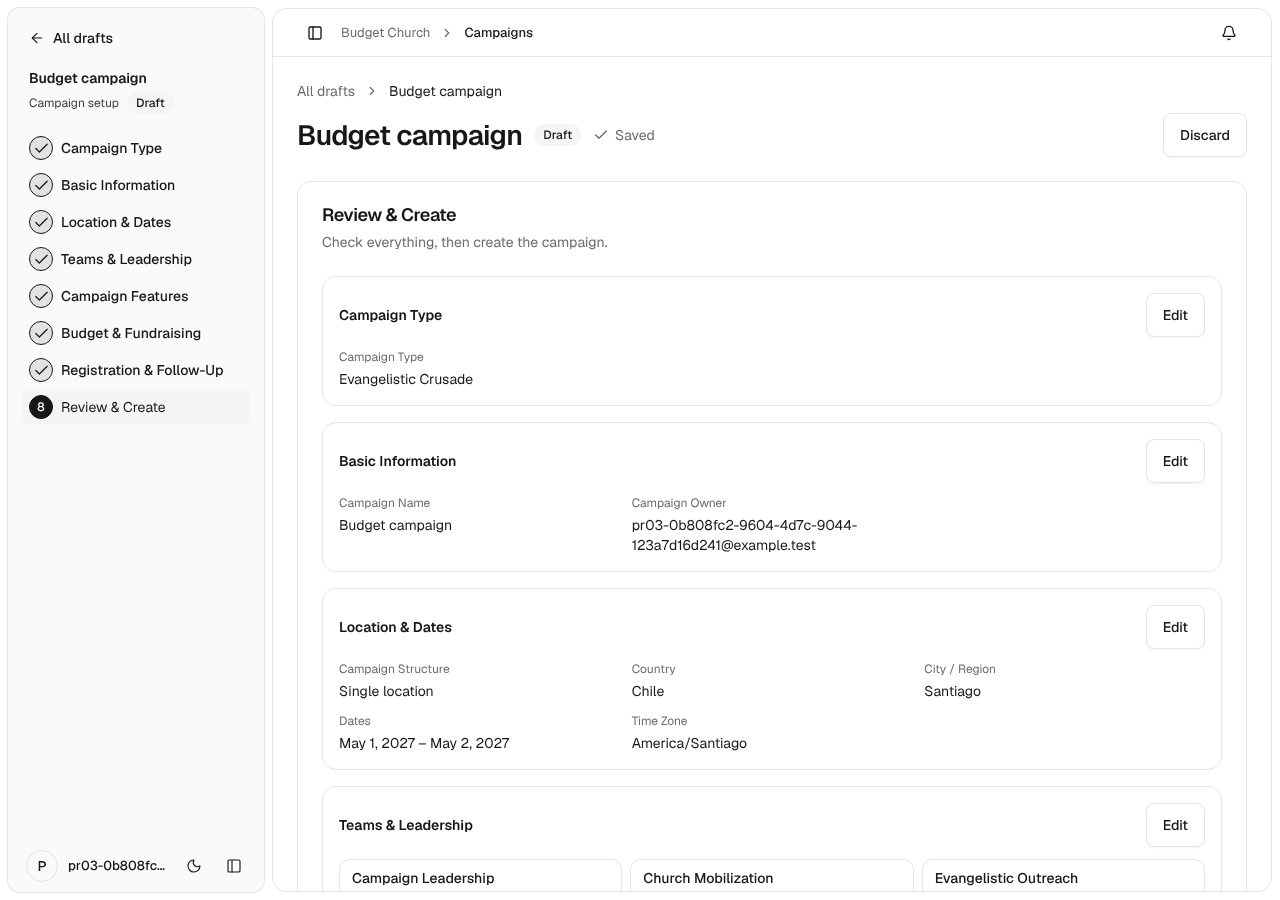 All drafts
Budget campaign
Campaign setup Draft
Campaign Type
Basic Information
Location & Dates
Teams & Leadership
Campaign Features
Budget & Fundraising
Registration & Follow-Up
8 Review & Create
P pr03-0b808fc...
Budget Church > Campaigns
All drafts > Budget campaign
Budget campaign Draft Saved Discard
Review & Create
Check everything, then create the campaign.
Campaign Type Edit
Campaign Type
Evangelistic Crusade
Basic Information Edit
Campaign Name Campaign Owner
Budget campaign pr03-0b808fc2-9604-4d7c-9044-
123a7d16d241@example.test
Location & Dates Edit
Campaign Structure Country City / Region
Single location Chile Santiago
Dates Time Zone
May 1, 2027 – May 2, 2027 America/Santiago
Teams & Leadership Edit
Campaign Leadership Church Mobilization Evangelistic Outreach